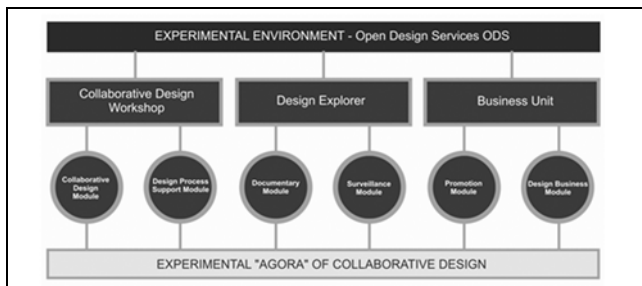 EXPERIMENTAL ENVIRONMENT - Open Design Services ODS
Collaborative Design
Workshop
Design Explorer
Business Unit
Collaborative
Design
Module
Design Process
Support Module
Documentary
Module
Surveillance
Module
Promotion
Module
Design Business
Module
EXPERIMENTAL "AGORA" OF COLLABORATIVE DESIGN